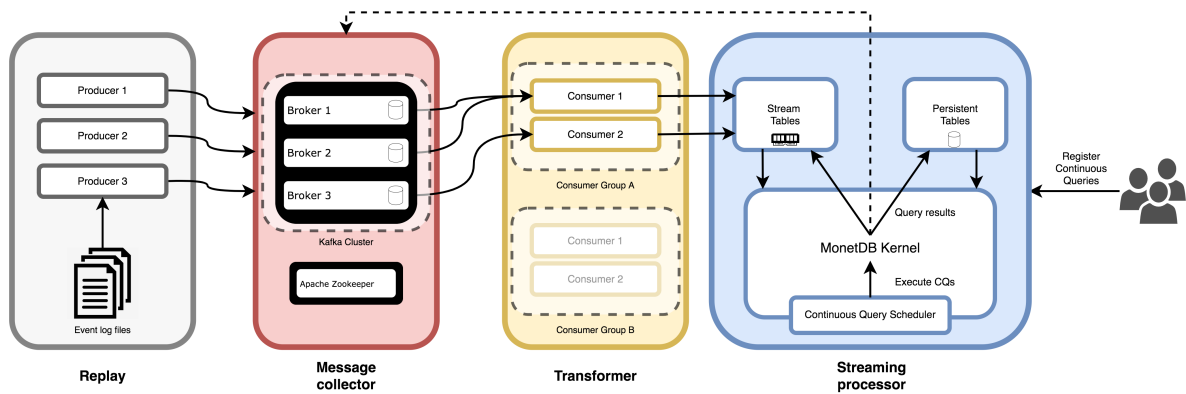 Producer 1
Producer 2
Producer 3
Event log files
Replay
Broker 1
Broker 2
Broker 3
Kafka Cluster
Apache Zookeeper
Message
collector
Consumer 1
Consumer 2
Consumer Group A
Consumer 1
Consumer 2
Consumer Group B
Transformer
Stream
Tables
Persistent
Tables
Query results
MonetDB Kernel
Execute CQs
Continuous Query Scheduler
Streaming
processor
Register
Continuous
Queries